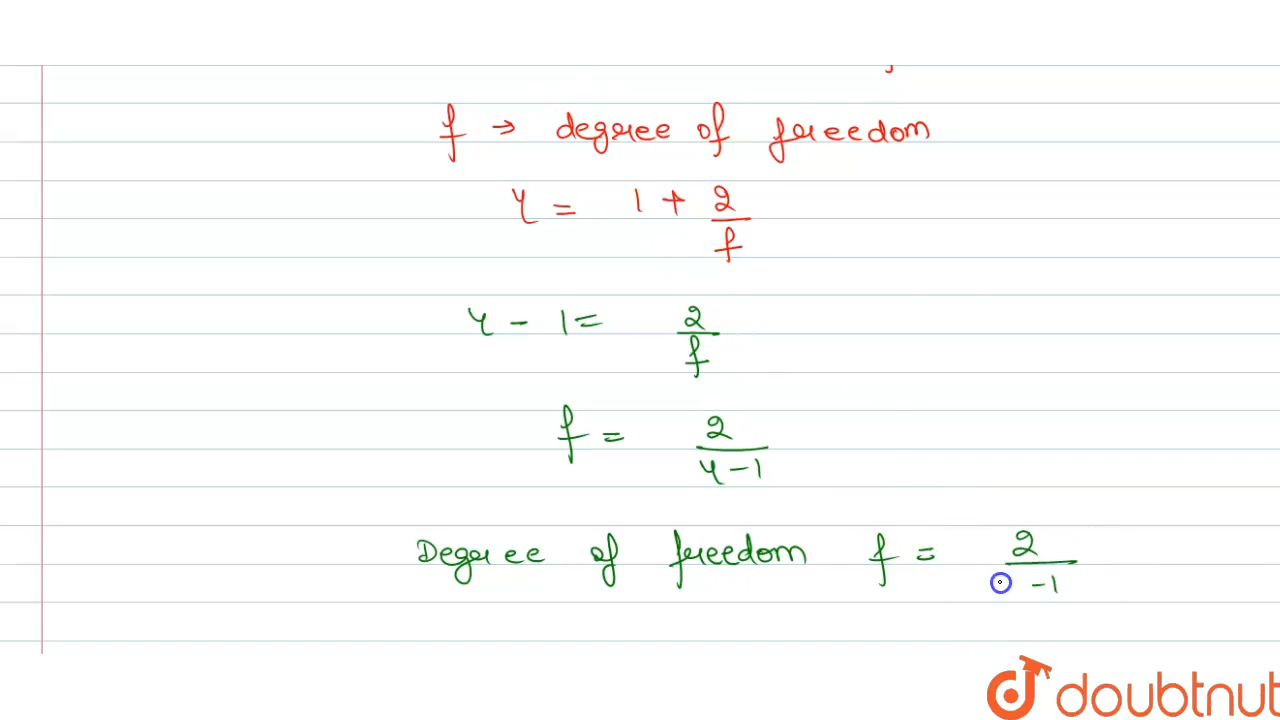 f → degree of freedom
γ = 1 + 2/f
γ - 1 = 2/f
f = 2/γ-1
Degree of freedom f = 2/ -1
doubtnut